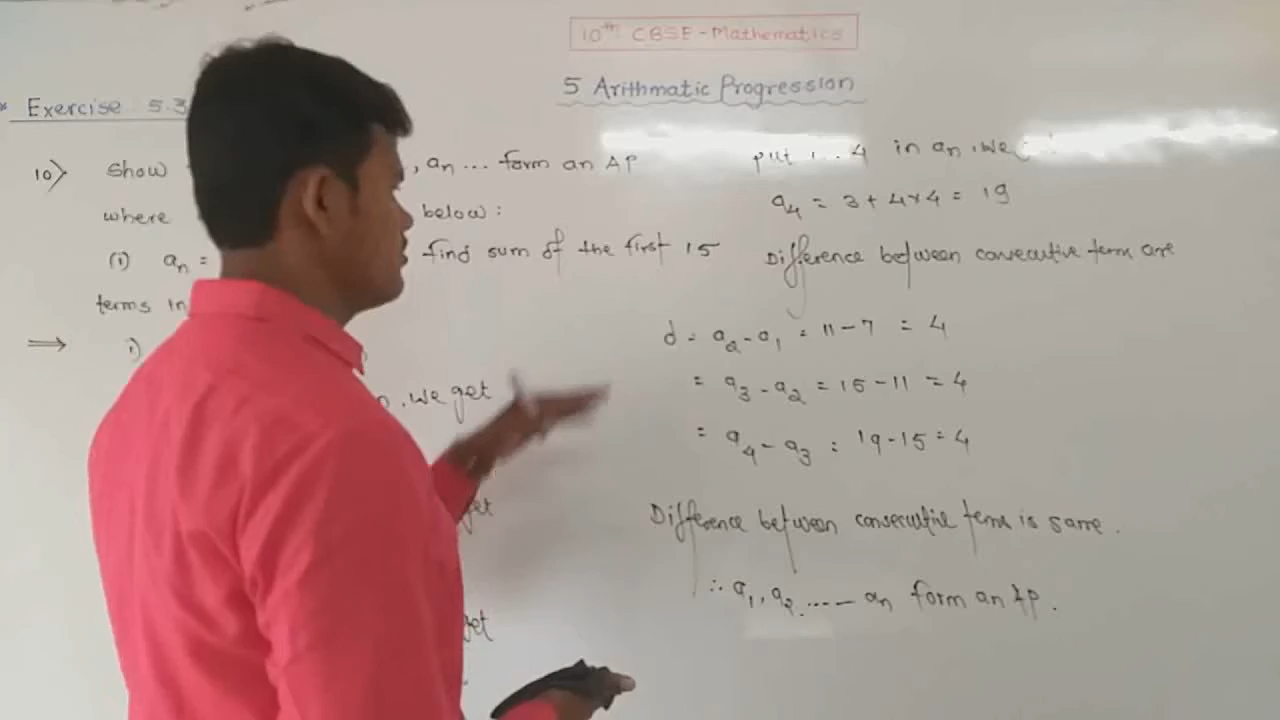 10th CBSE - Mathematics
5 Arithmatic Progression
* Exercise 5.3
10) Show , an ... form an AP
where below :
(i) an = find sum of the first 15
terms in
⟹ i)
n . We get
get
get
put 4 in an, we
a4 = 3 + 4×4 = 19
Difference between consecutive term are
d = a2 - a1 = 11 - 7 = 4
= a3 - a2 = 15 - 11 = 4
= a4 - a3 = 19 - 15 = 4
Difference between consecutive terms is same.
∴ a1, a2, ..... an form an AP.